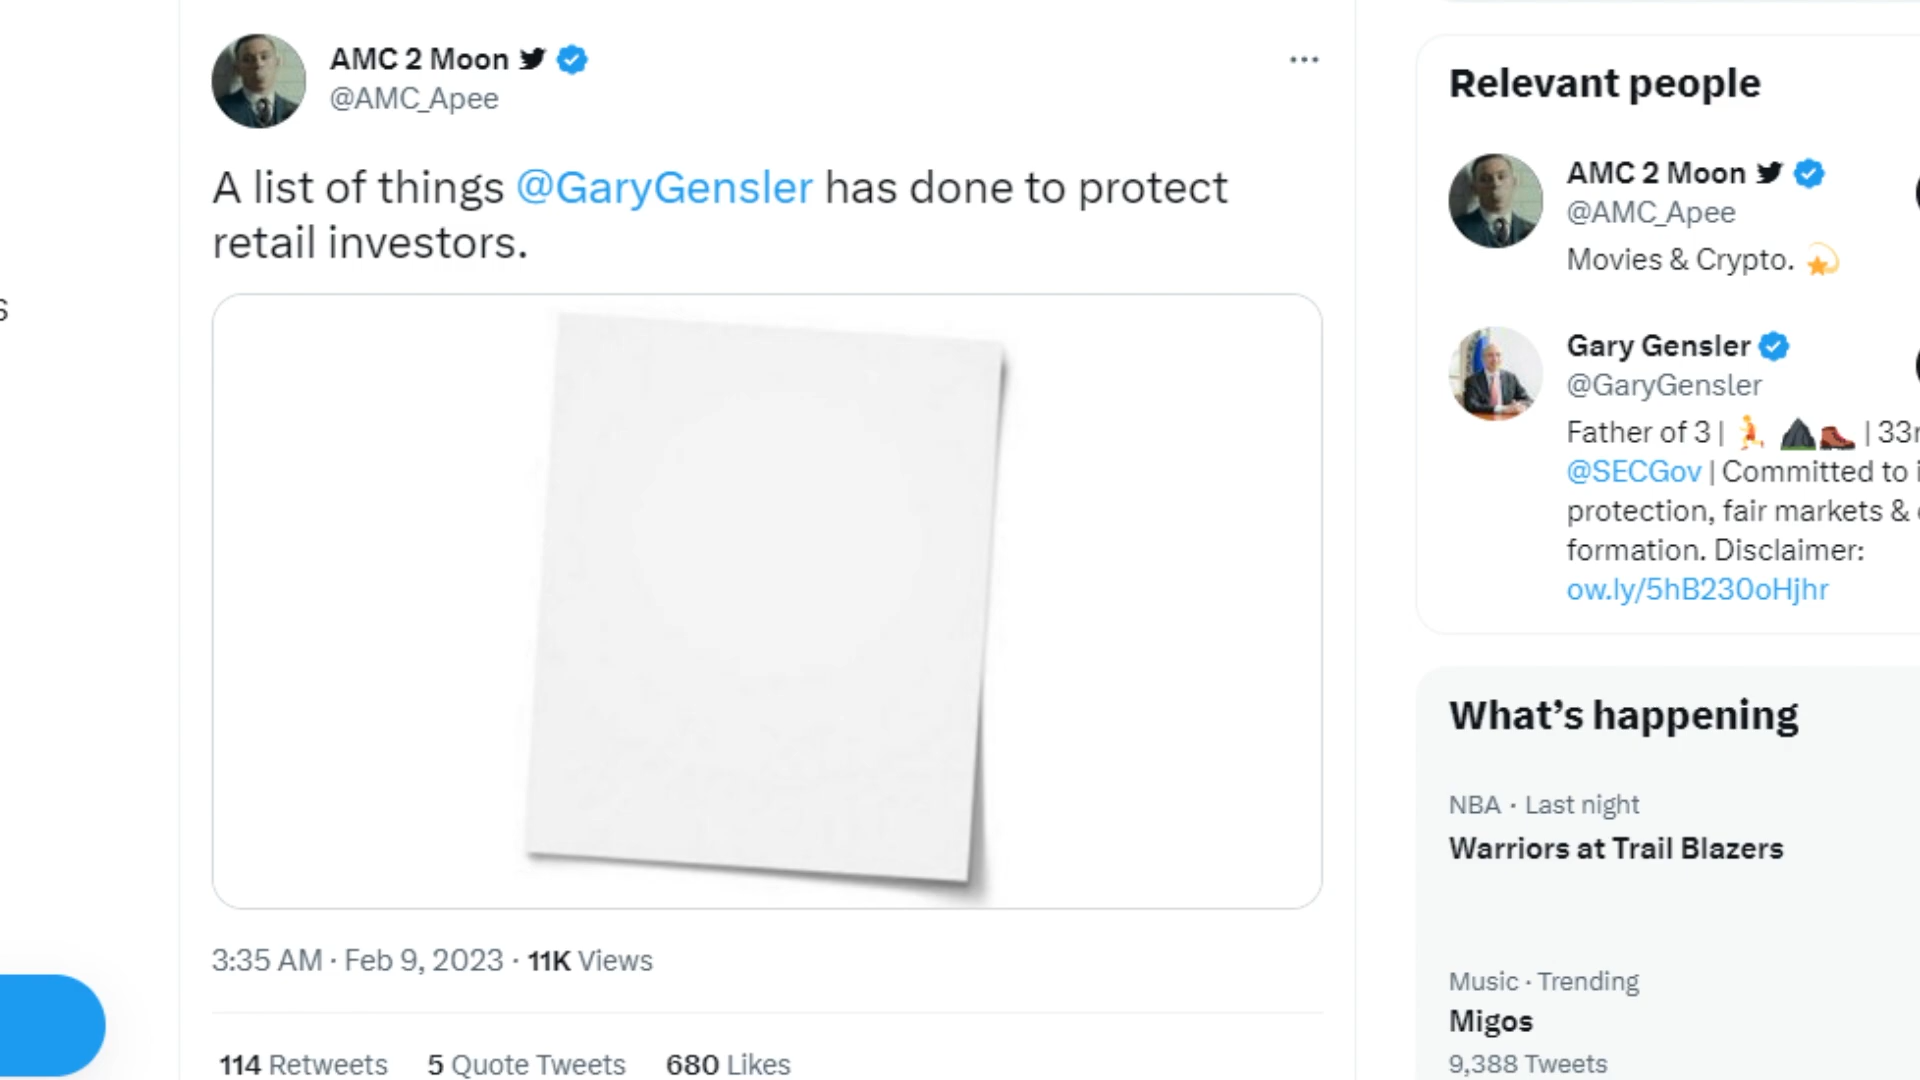 AMC 2 Moon
@AMC_Apee
A list of things @GaryGensler has done to protect
retail investors.
3:35 AM · Feb 9, 2023 · 11K Views
114 Retweets 5 Quote Tweets 680 Likes
Relevant people
AMC 2 Moon
@AMC_Apee
Movies & Crypto.
Gary Gensler
@GaryGensler
Father of 3 | | 33r
@SECGov | Committed to i
protection, fair markets &
formation. Disclaimer:
ow.ly/5hB230oHjhr
What's happening
NBA · Last night
Warriors at Trail Blazers
Music · Trending
Migos
9,388 Tweets